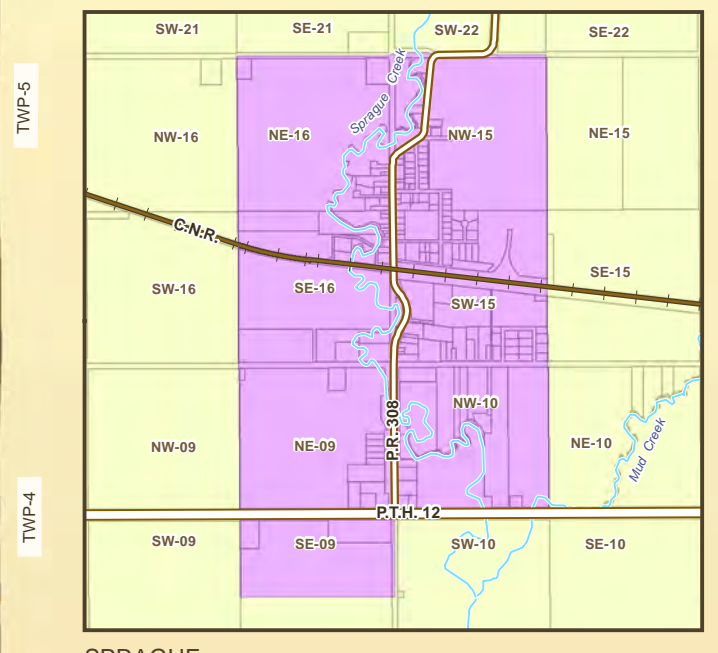 SW-21
SE-21
SW-22
SE-22
TWP-5
Sprague Creek
NW-16
NE-16
NW-15
NE-15
C.N.R.
SW-16
SE-16
SW-15
SE-15
P.R. 308
NW-10
NW-09
NE-09
NE-10
Mud Creek
TWP-4
P.T.H. 12
SW-09
SE-09
SW-10
SE-10
SPRAGUE